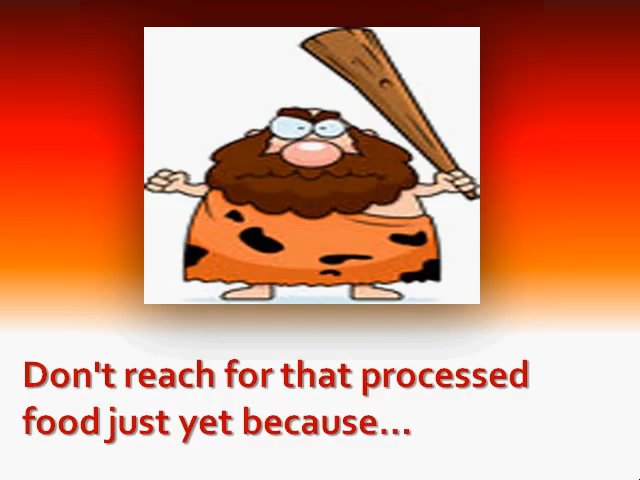 Don't reach for that processed
food just yet because...